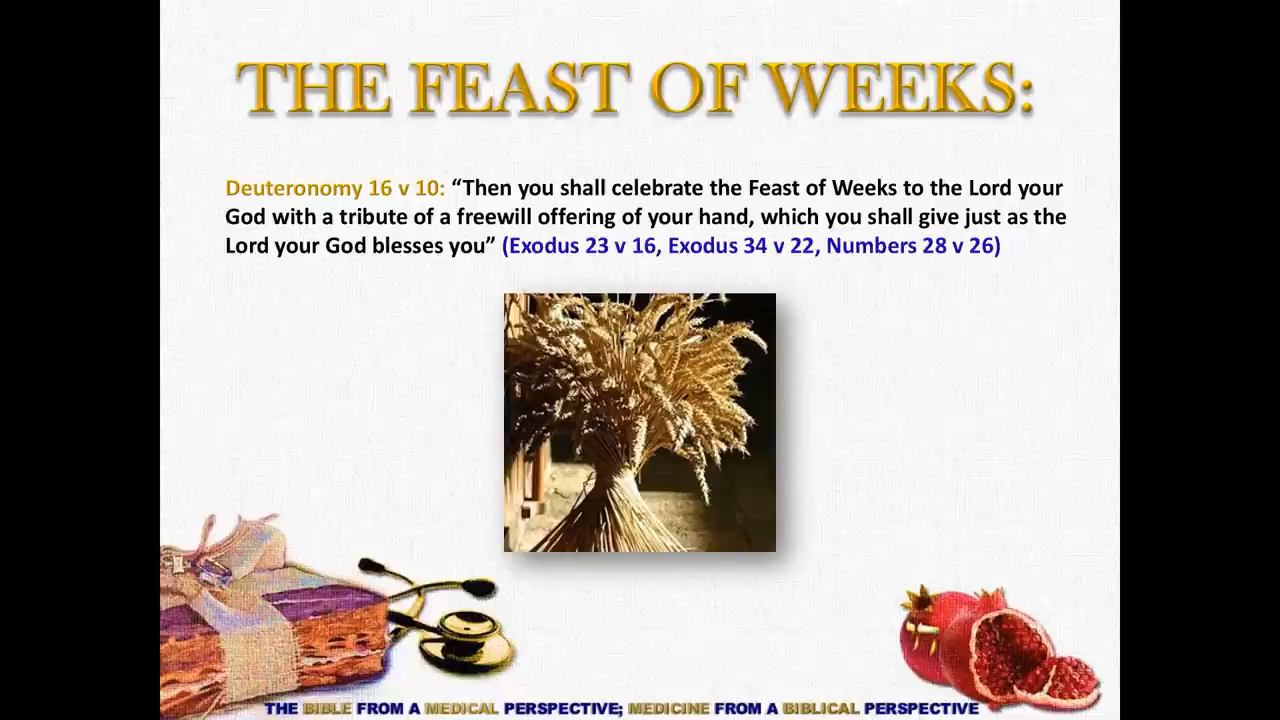 THE FEAST OF WEEKS:
Deuteronomy 16 v 10: “Then you shall celebrate the Feast of Weeks to the Lord your
God with a tribute of a freewill offering of your hand, which you shall give just as the
Lord your God blesses you” (Exodus 23 v 16, Exodus 34 v 22, Numbers 28 v 26)
THE BIBLE FROM A MEDICAL PERSPECTIVE; MEDICINE FROM A BIBLICAL PERSPECTIVE